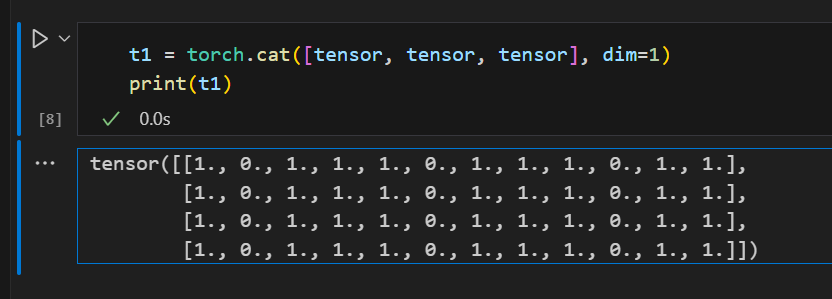 t1 = torch.cat([tensor, tensor, tensor], dim=1)
print(t1)
[8]
0.0s
tensor([[1., 0., 1., 1., 1., 0., 1., 1., 1., 0., 1., 1.],
        [1., 0., 1., 1., 1., 0., 1., 1., 1., 0., 1., 1.],
        [1., 0., 1., 1., 1., 0., 1., 1., 1., 0., 1., 1.],
        [1., 0., 1., 1., 1., 0., 1., 1., 1., 0., 1., 1.]])